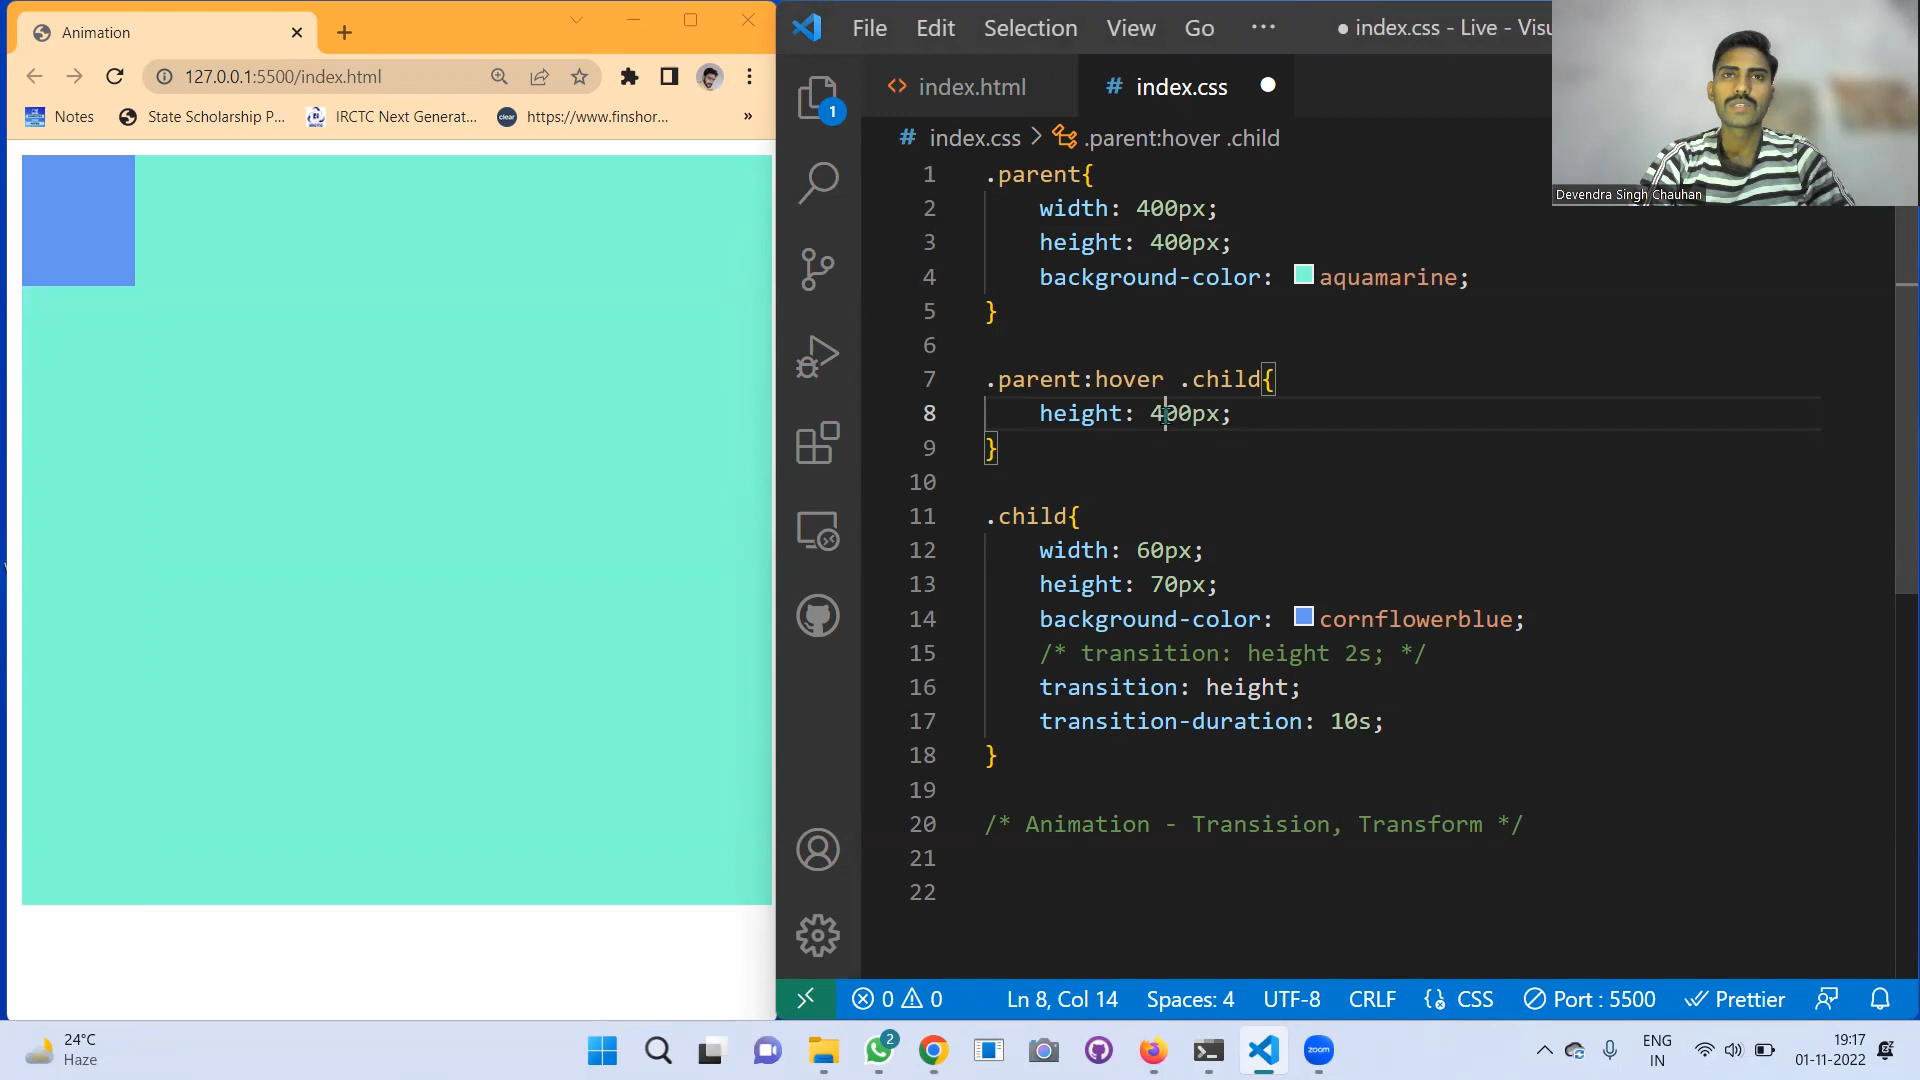 Animation
127.0.0.1:5500/index.html
Notes
State Scholarship P...
IRCTC Next Generat...
clear
https://www.finshor...
»
File Edit Selection View Go ···
● index.css - Live - Visu
1
<> index.html
# index.css
# index.css > .parent:hover .child
Devendra Singh Chauhan
1 .parent{
2 width: 400px;
3 height: 400px;
4 background-color: aquamarine;
5 }
6
7 .parent:hover .child{
8 height: 400px;
9 }
10
11 .child{
12 width: 60px;
13 height: 70px;
14 background-color: cornflowerblue;
15 /* transition: height 2s; */
16 transition: height;
17 transition-duration: 10s;
18 }
19
20 /* Animation - Transision, Transform */
21
22
0 0 Ln 8, Col 14 Spaces: 4 UTF-8 CRLF CSS Port : 5500 Prettier
24°C
Haze
2
zoom
ENG
IN
19:17
01-11-2022